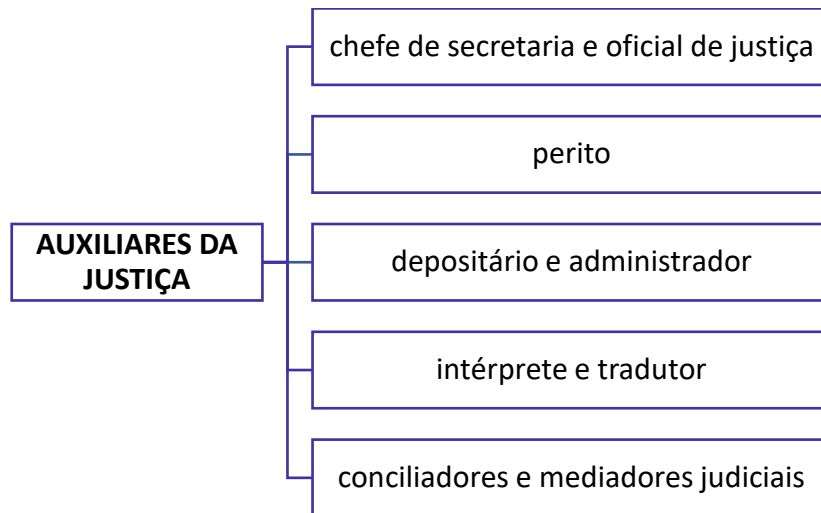 AUXILIARES DA
JUSTIÇA
chefe de secretaria e oficial de justiça
perito
depositário e administrador
intérprete e tradutor
conciliadores e mediadores judiciais